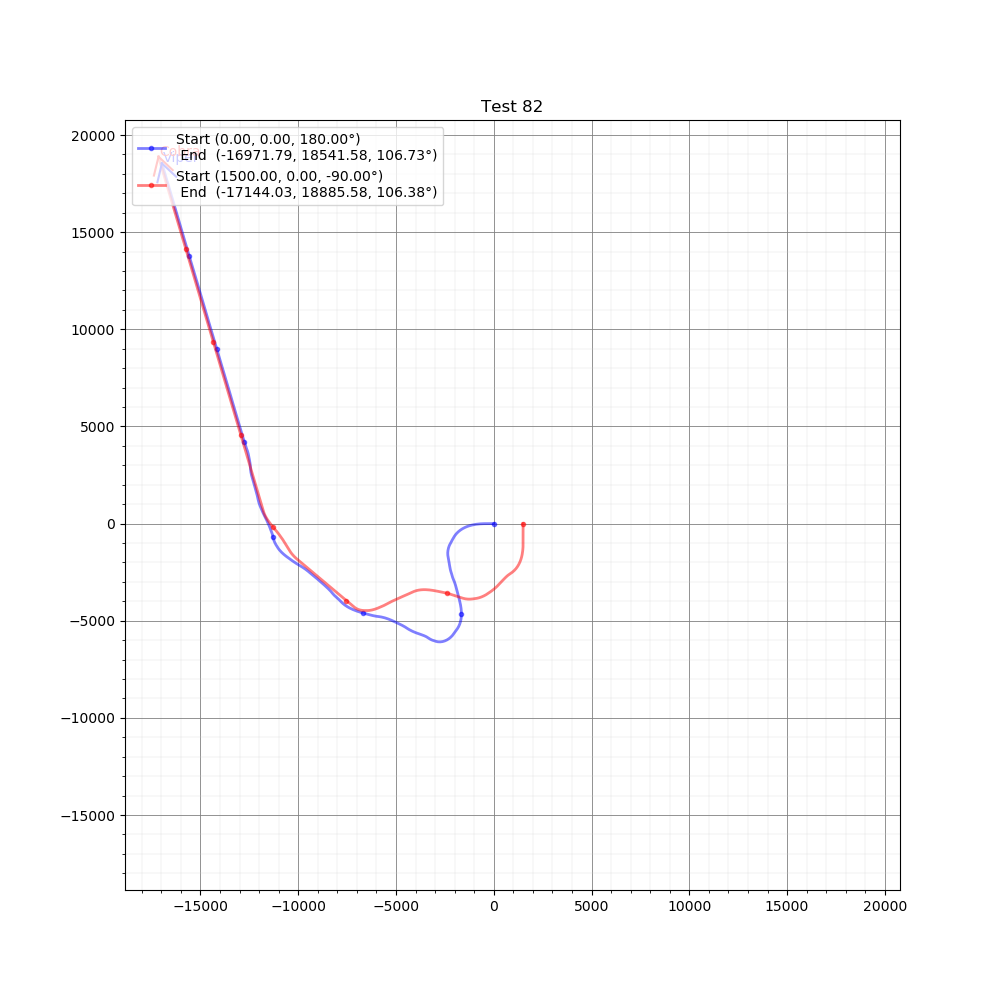 Test 82
Start (0.00, 0.00, 180.00°)
End (-16971.79, 18541.58, 106.73°)
Start (1500.00, 0.00, -90.00°)
End (-17144.03, 18885.58, 106.38°)
20000
15000
10000
5000
0
−5000
−10000
−15000
−15000 −10000 −5000 0 5000 10000 15000 20000